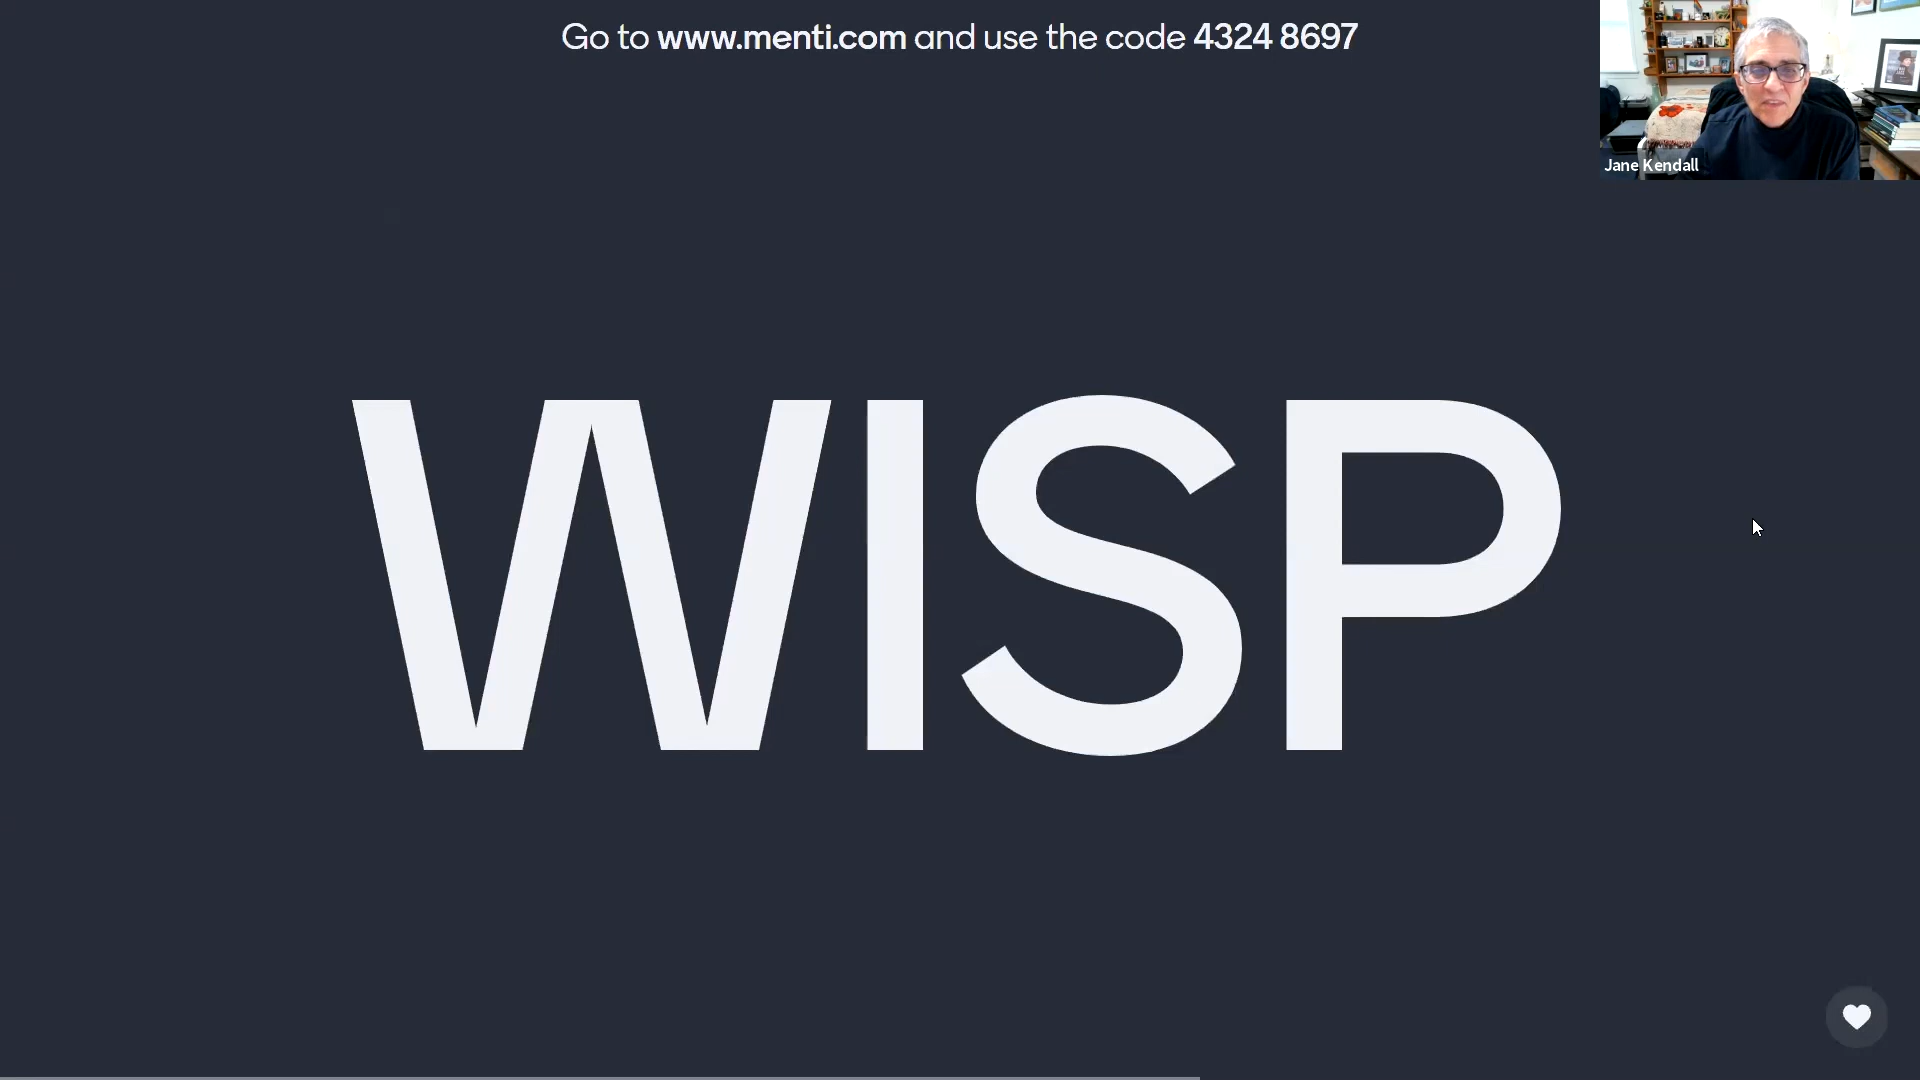 Go to www.menti.com and use the code 4324 8697
Jane Kendall
WISP